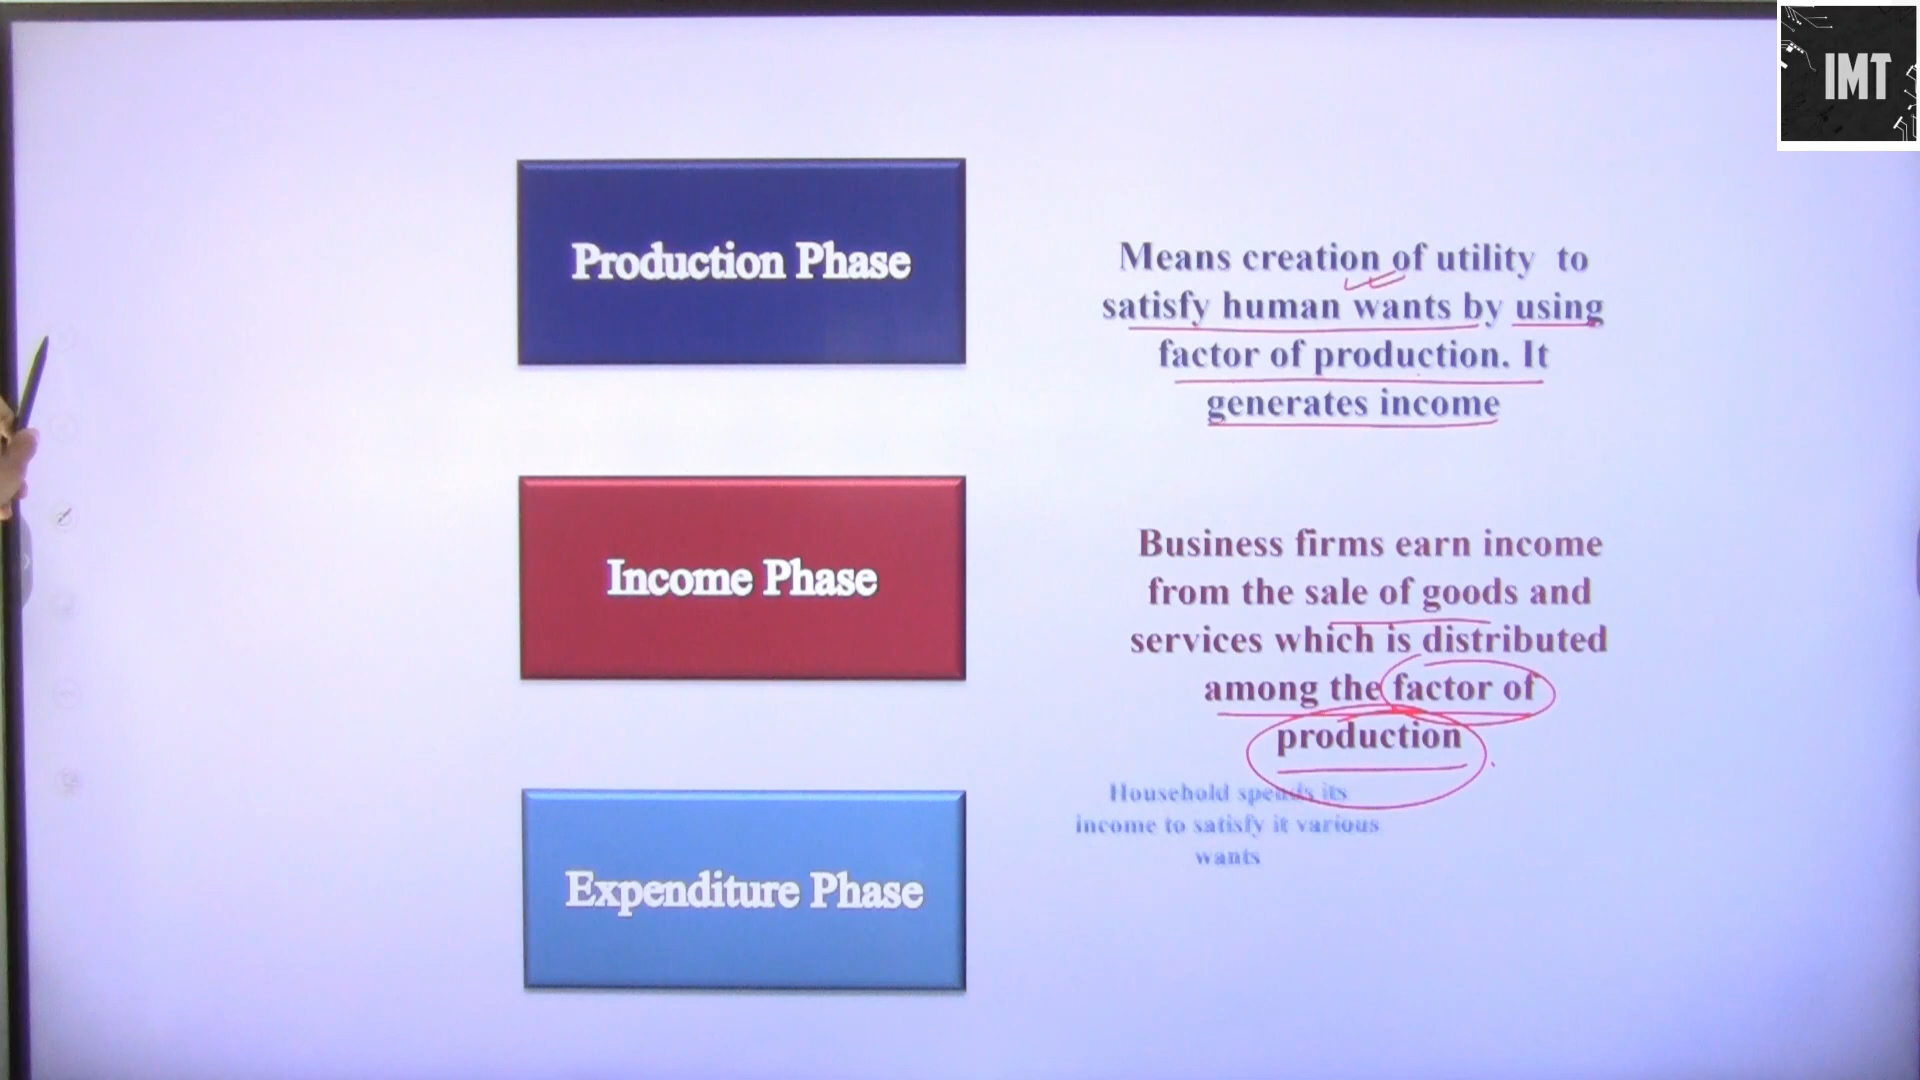 IMT
Production Phase
Means creation of utility to
satisfy human wants by using
factor of production. It
generates income
Income Phase
Business firms earn income
from the sale of goods and
services which is distributed
among the factor of
production
Expenditure Phase
Household spends its
income to satisfy it various
wants